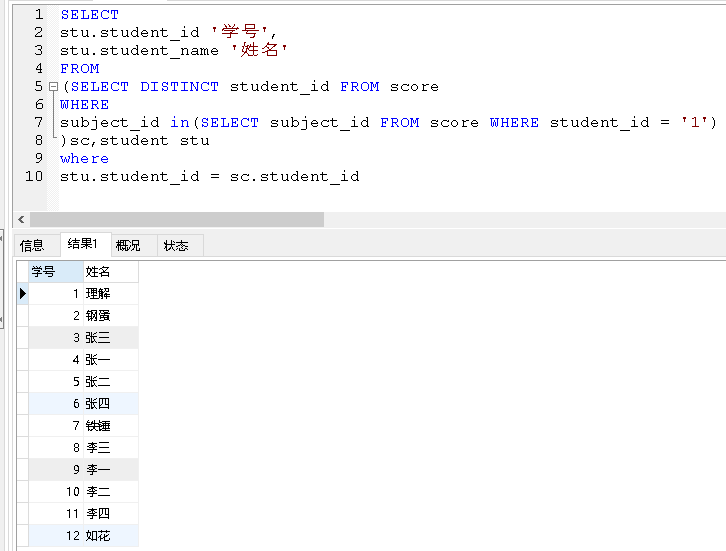 1 SELECT
2 stu.student_id '学号',
3 stu.student_name '姓名'
4 FROM
5 (SELECT DISTINCT student_id FROM score
6 WHERE
7 subject_id in(SELECT subject_id FROM score WHERE student_id = '1')
8 )sc,student stu
9 where
10 stu.student_id = sc.student_id
信息 结果1 概况 状态
学号 姓名
1 理解
2 钢蛋
3 张三
4 张一
5 张二
6 张四
7 铁锤
8 李三
9 李一
10 李二
11 李四
12 如花